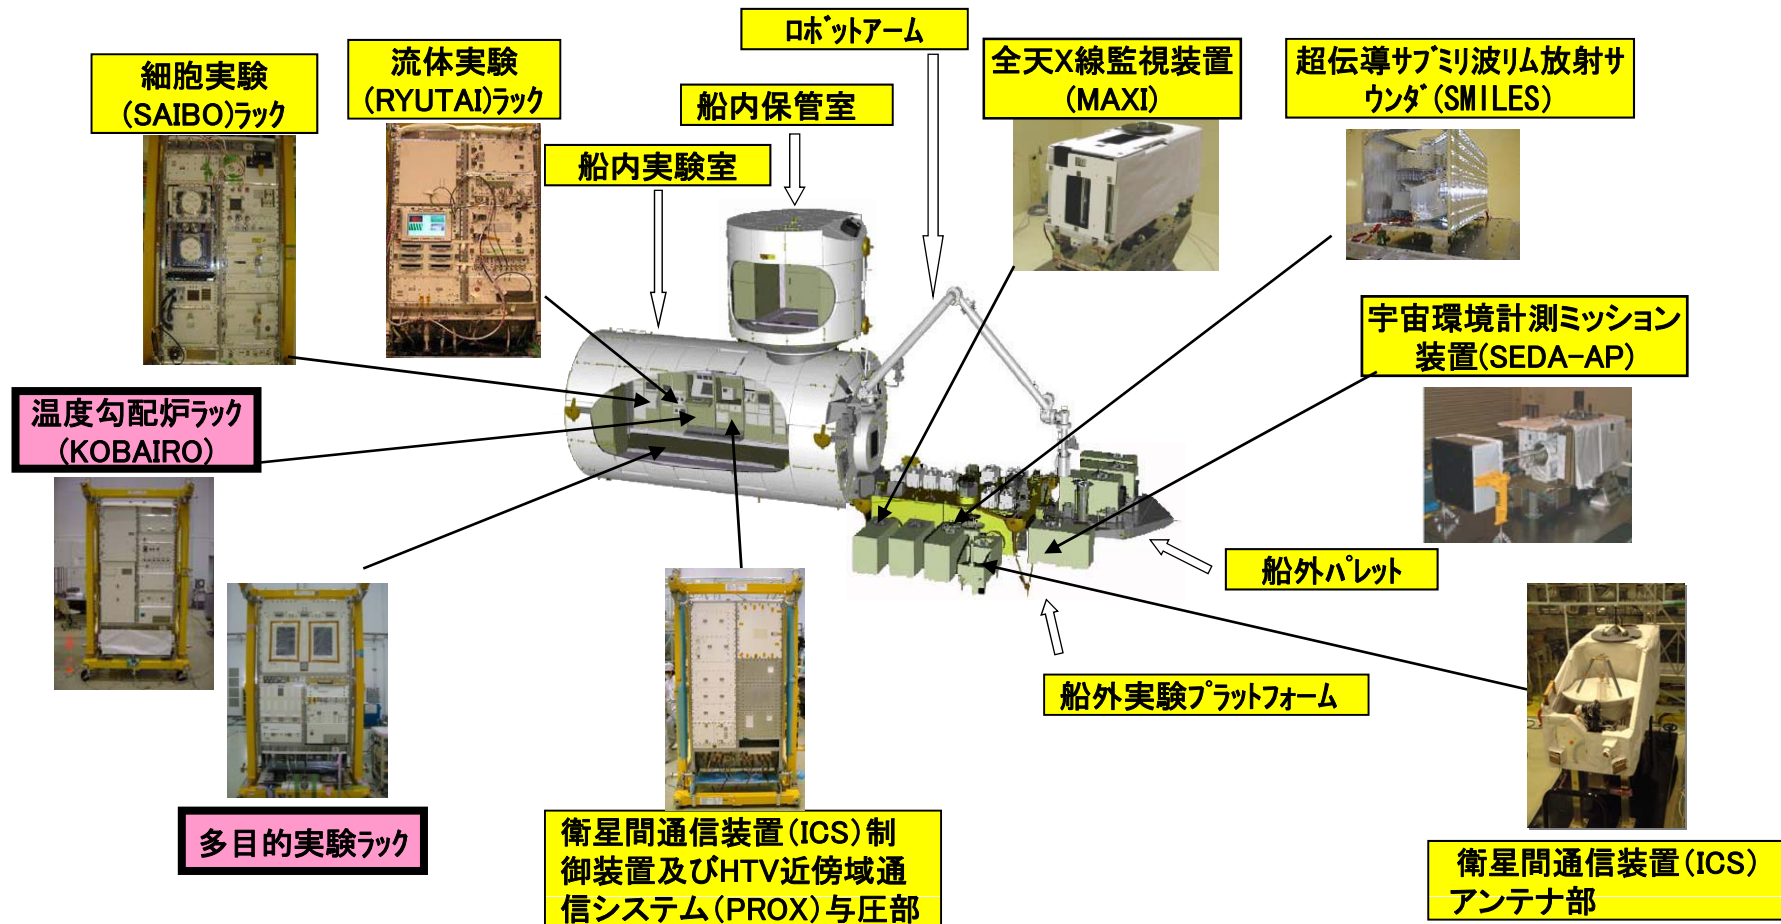 ロボットアーム
細胞実験
(SAIBO)ラック
流体実験
(RYUTAI)ラック
船内保管室
船内実験室
全天X線監視装置
(MAXI)
超伝導サブミリ波リム放射サ
ウンダ(SMILES)
宇宙環境計測ミッション
装置(SEDA-AP)
温度勾配炉ラック
(KOBAIRO)
船外パレット
船外実験プラットフォーム
多目的実験ラック
衛星間通信装置(ICS)制
御装置及びHTV近傍域通
信システム(PROX)与圧部
衛星間通信装置(ICS)
アンテナ部